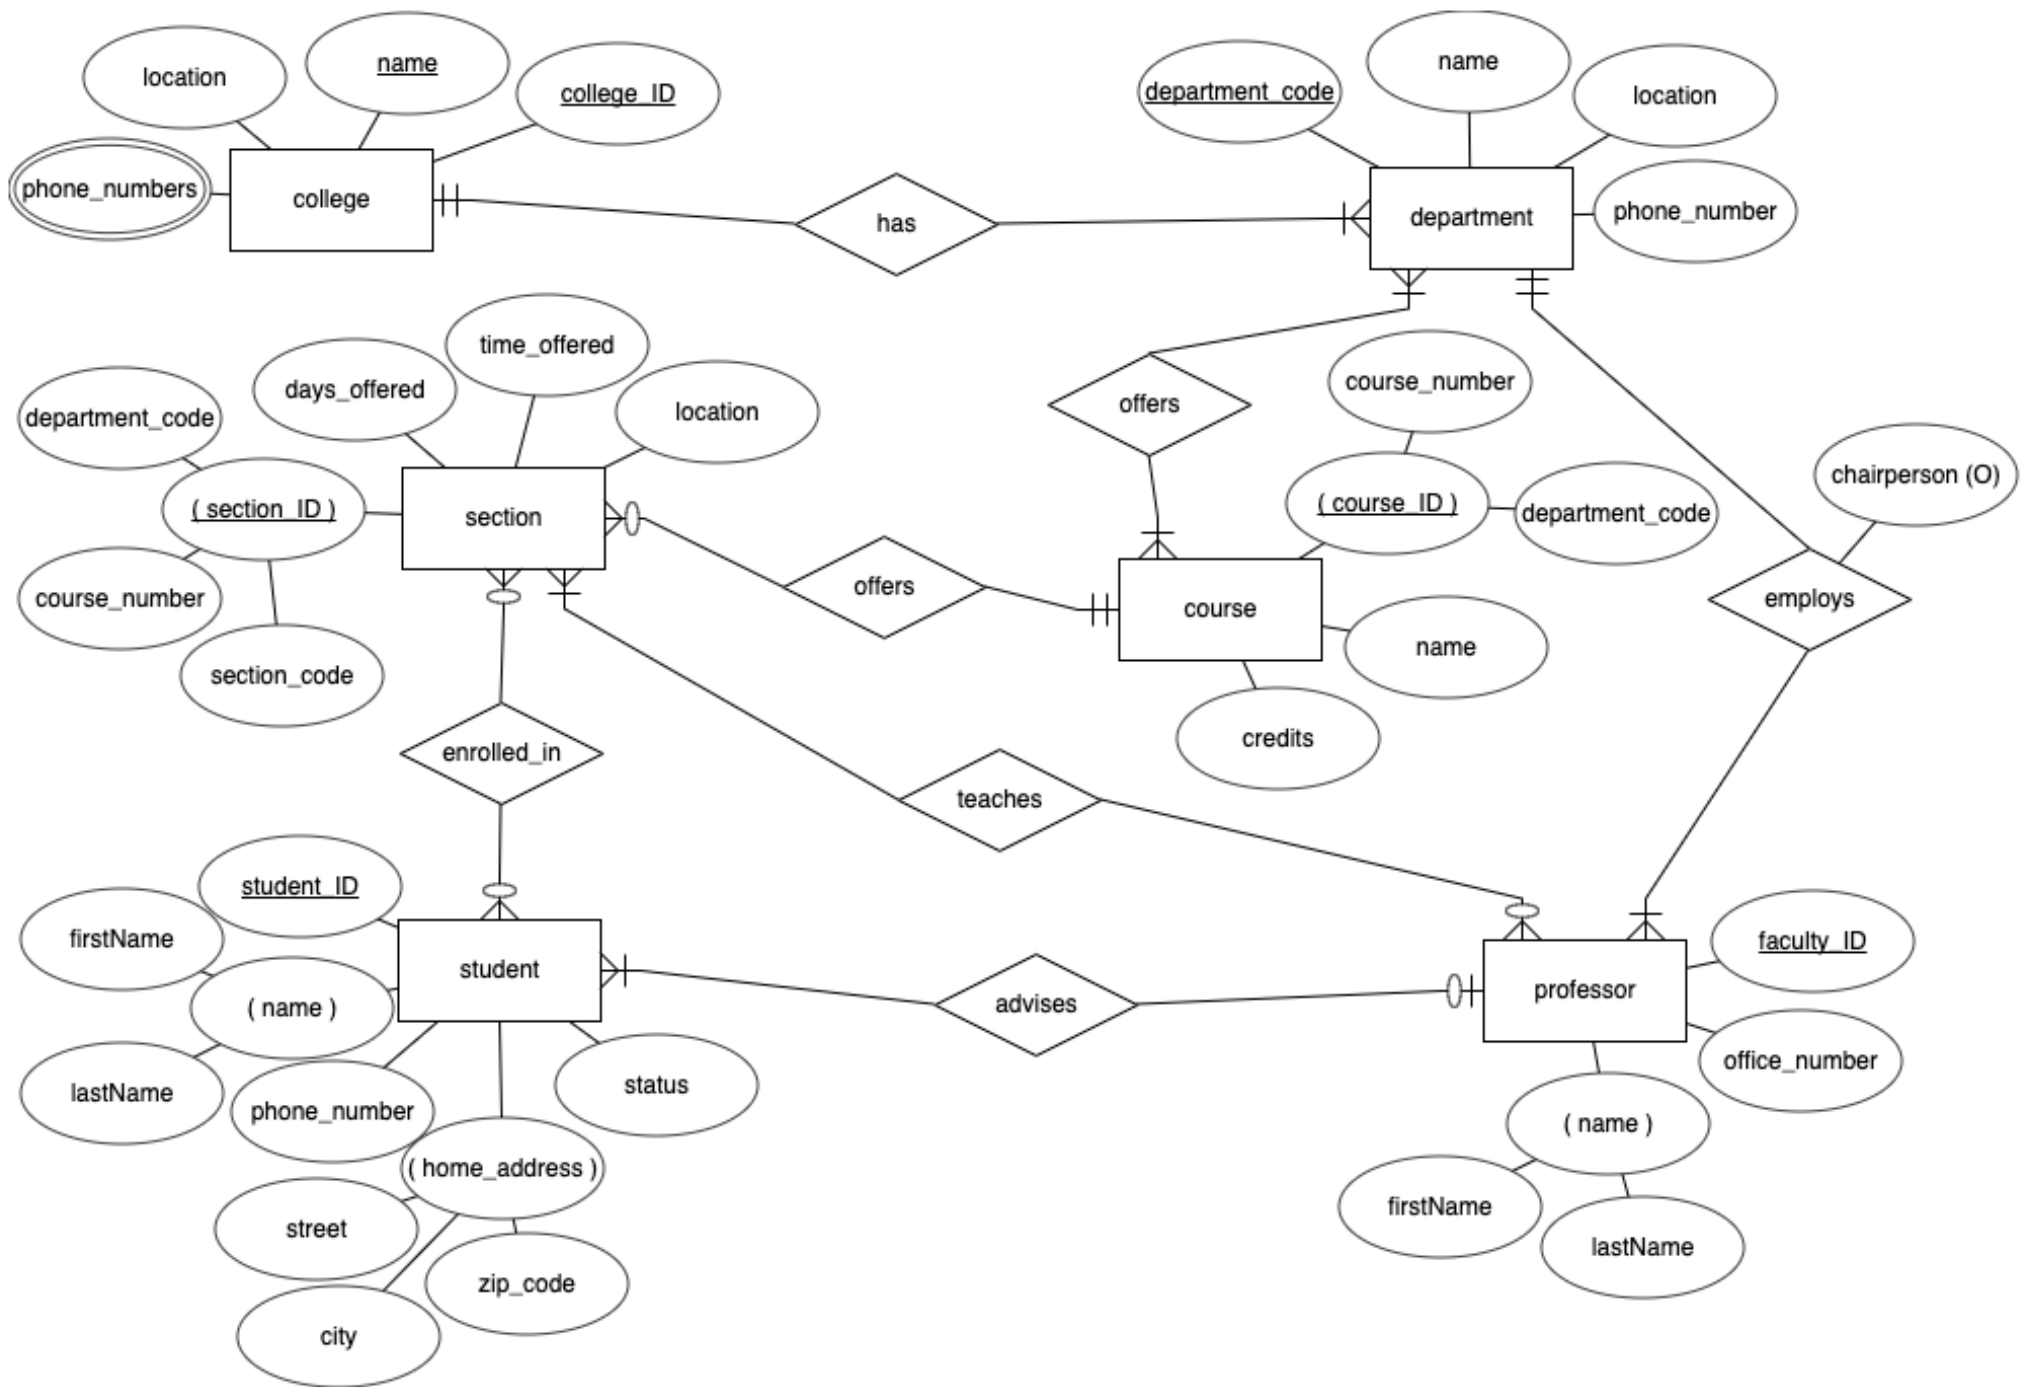 location
name
college_ID
phone_numbers
college
has
department_code
name
location
department
phone_number
time_offered
days_offered
location
department_code
( section_ID )
section
course_number
section_code
offers
offers
course_number
( course_ID )
department_code
course
name
credits
chairperson (O)
employs
enrolled_in
teaches
student_ID
firstName
student
( name )
lastName
phone_number
status
( home_address )
street
zip_code
city
advises
professor
faculty_ID
office_number
( name )
firstName
lastName